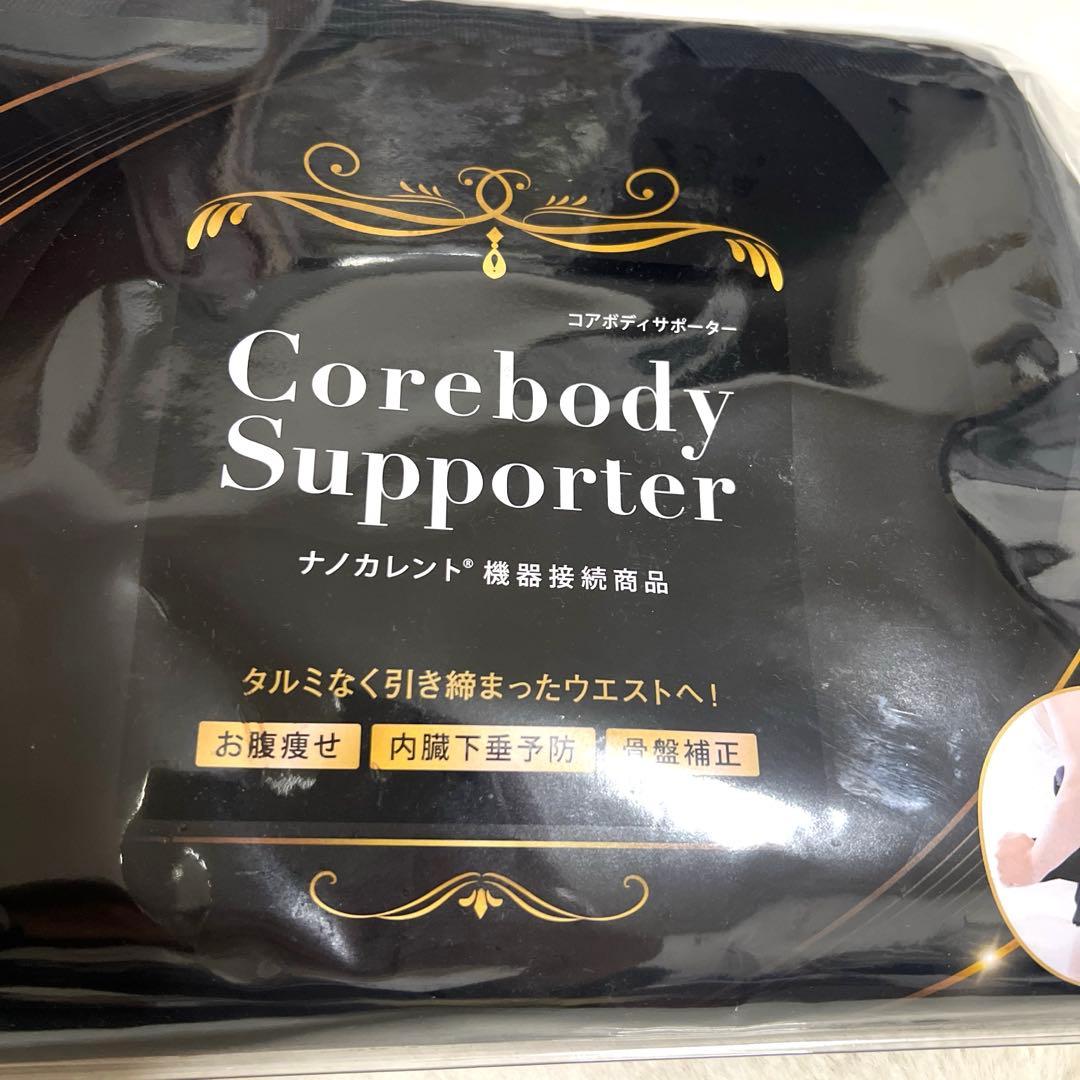 コアボディサポーター
Corebody
Supporter
ナノカレント® 機器接続商品
タルミなく引き締まったウエストへ!
お腹痩せ 内臓下垂予防 骨盤補正